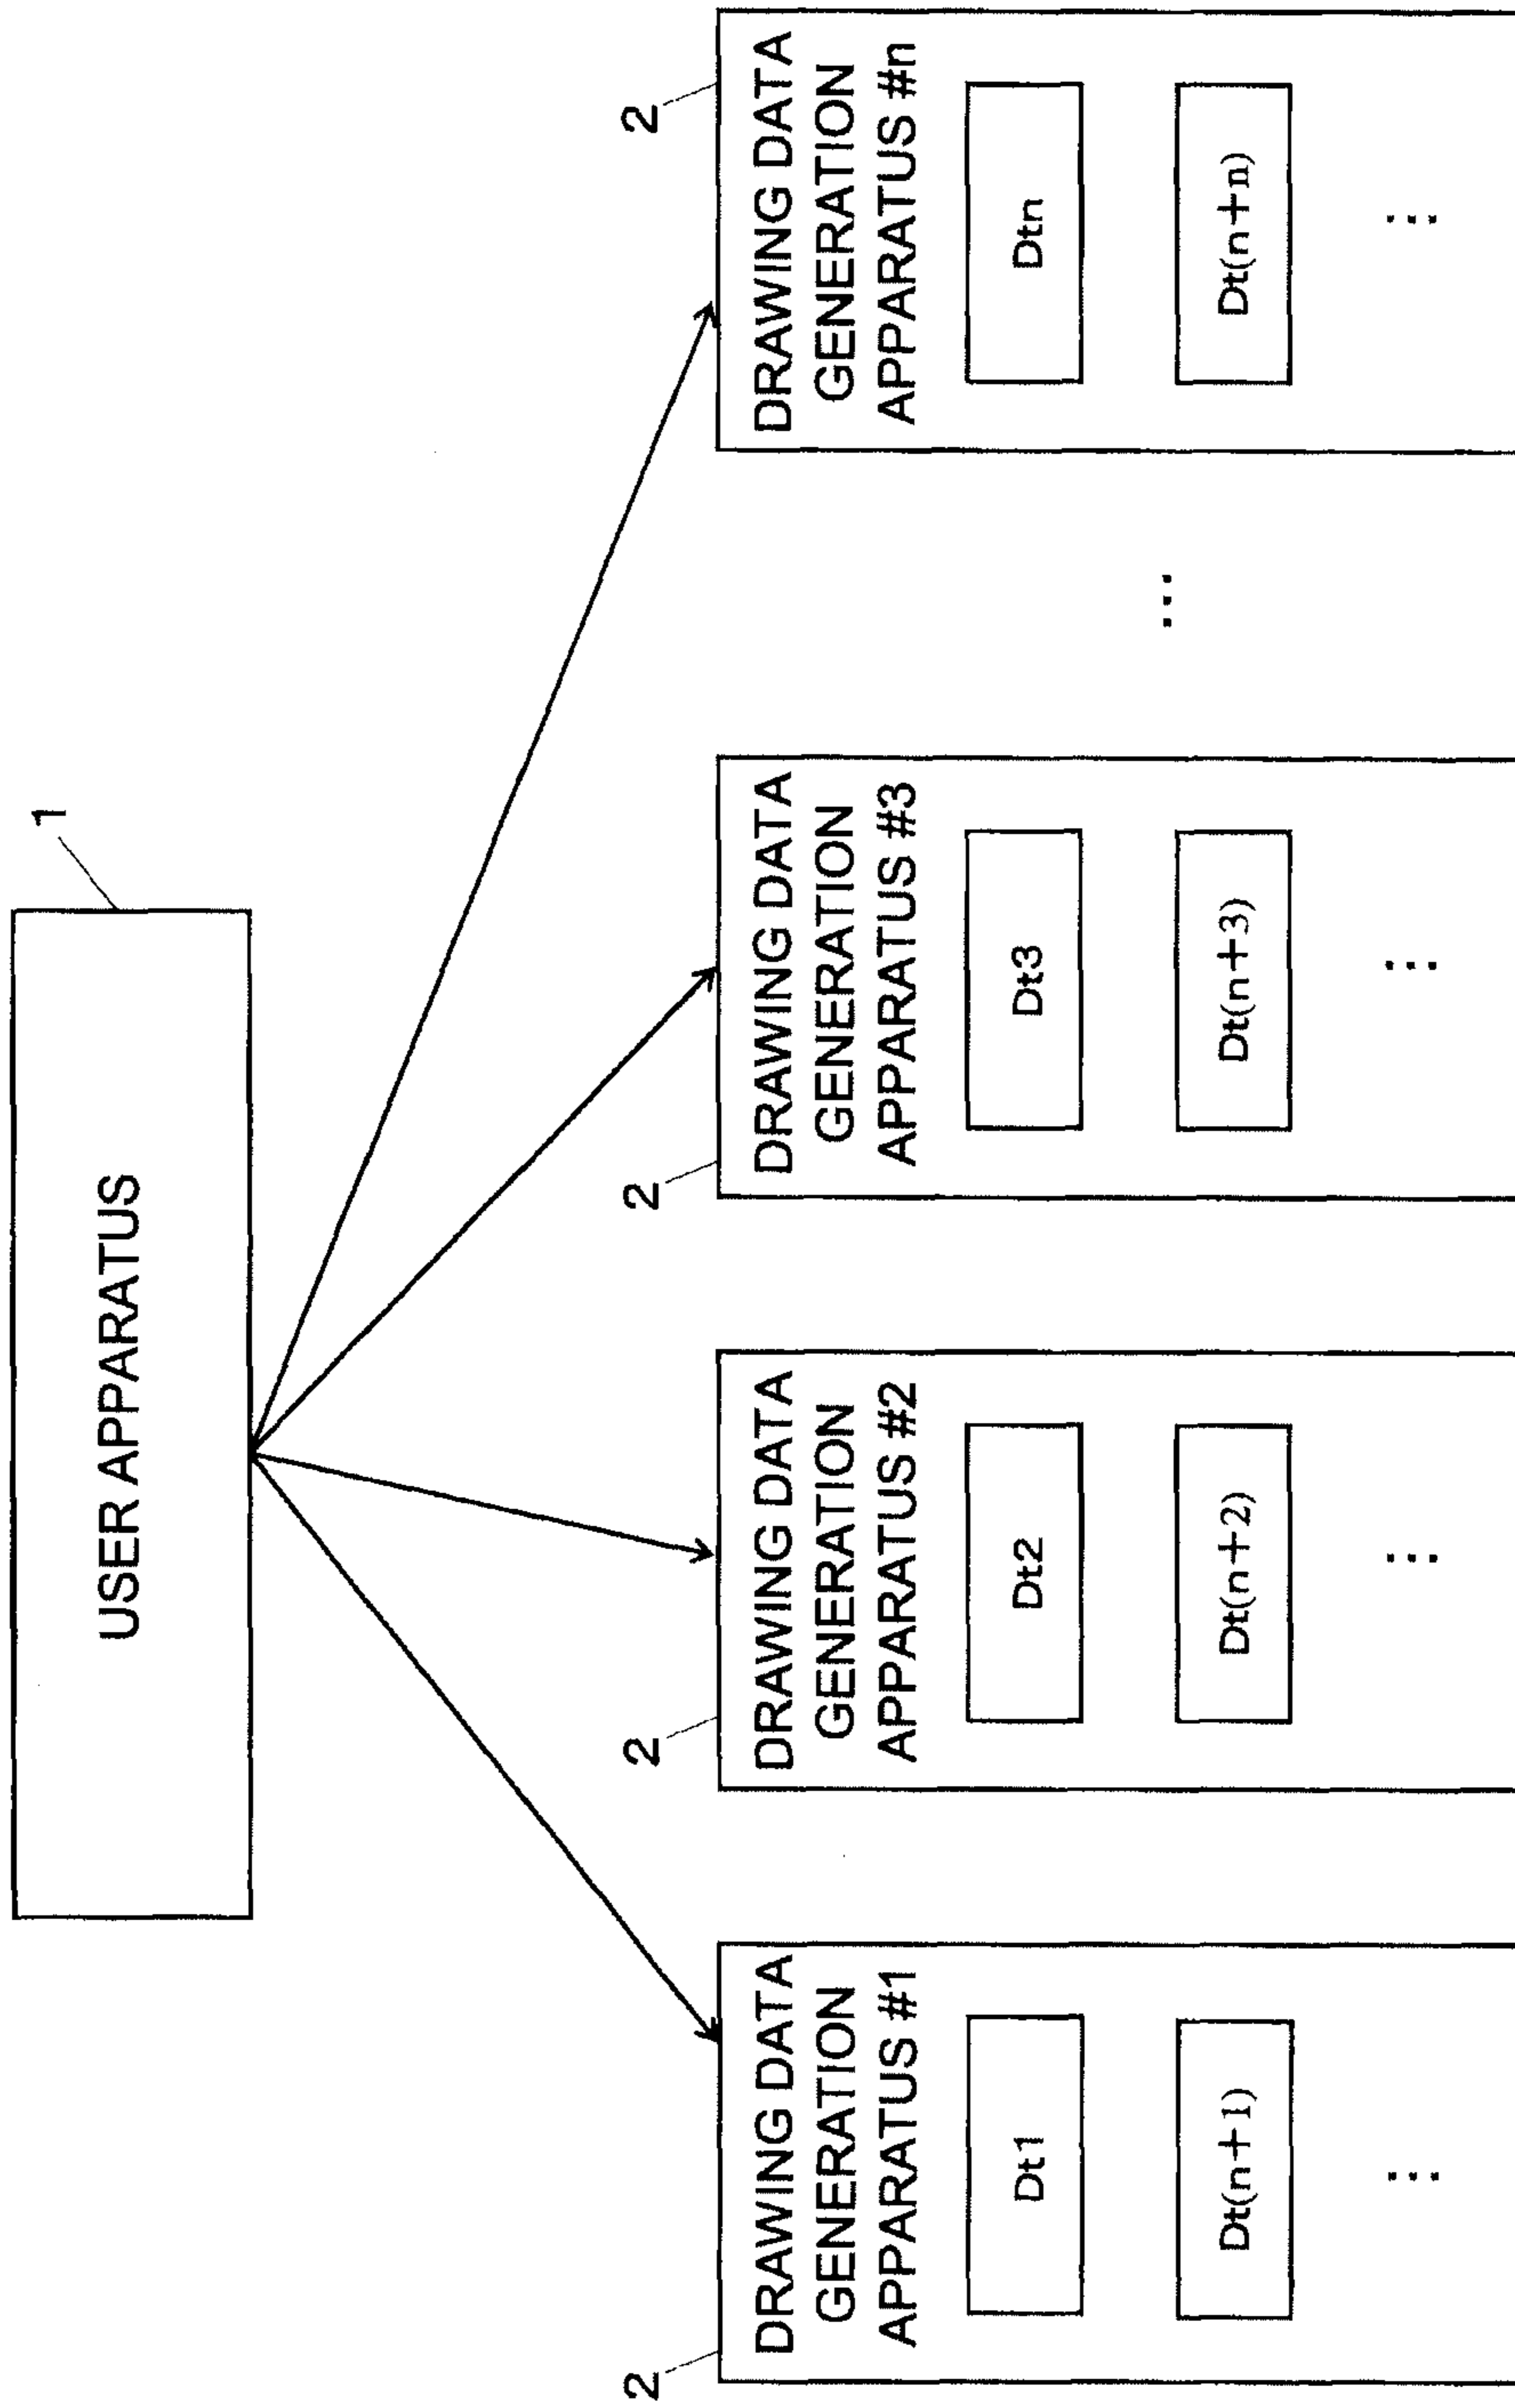 1
USER APPARATUS
2
DRAWING DATA
GENERATION
APPARATUS #1
Dt1
Dt(n+1)
...
2
DRAWING DATA
GENERATION
APPARATUS #2
Dt2
Dt(n+2)
...
2
DRAWING DATA
GENERATION
APPARATUS #3
Dt3
Dt(n+3)
...
...
2
DRAWING DATA
GENERATION
APPARATUS #n
Dtn
Dt(n+n)
...